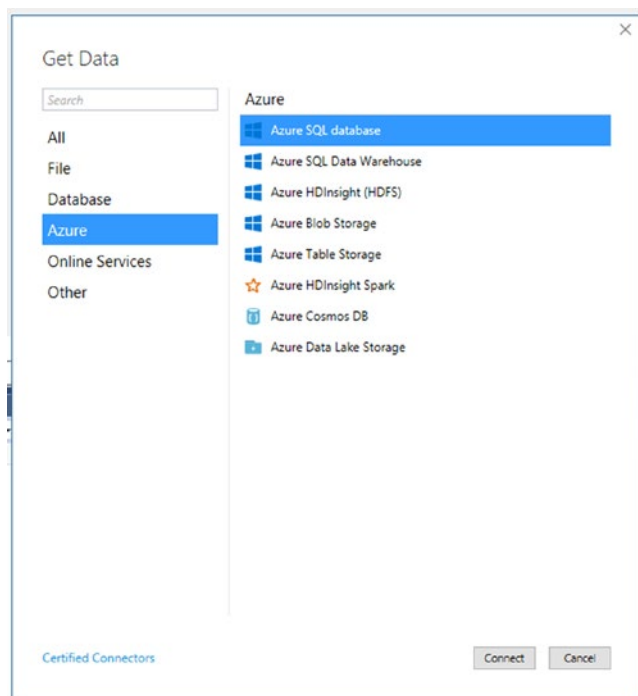 Get Data
Search
All
File
Database
Azure
Online Services
Other
Azure
Azure SQL database
Azure SQL Data Warehouse
Azure HDInsight (HDFS)
Azure Blob Storage
Azure Table Storage
Azure HDInsight Spark
Azure Cosmos DB
Azure Data Lake Storage
Certified Connectors
Connect
Cancel